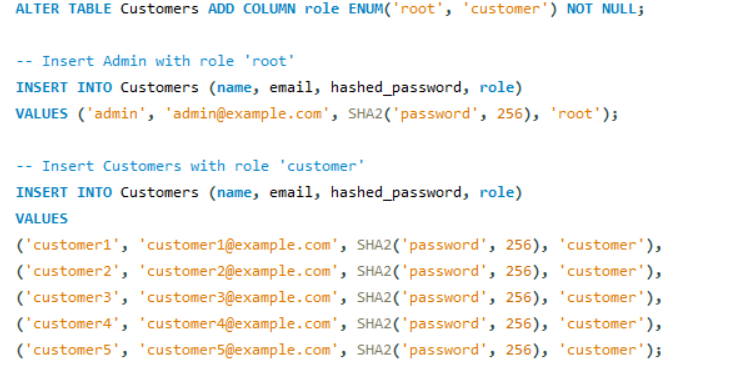 ALTER TABLE Customers ADD COLUMN role ENUM('root', 'customer') NOT NULL;
-- Insert Admin with role 'root'
INSERT INTO Customers (name, email, hashed_password, role)
VALUES ('admin', 'admin@example.com', SHA2('password', 256), 'root');
-- Insert Customers with role 'customer'
INSERT INTO Customers (name, email, hashed_password, role)
VALUES
('customer1', 'customer1@example.com', SHA2('password', 256), 'customer'),
('customer2', 'customer2@example.com', SHA2('password', 256), 'customer'),
('customer3', 'customer3@example.com', SHA2('password', 256), 'customer'),
('customer4', 'customer4@example.com', SHA2('password', 256), 'customer'),
('customer5', 'customer5@example.com', SHA2('password', 256), 'customer');